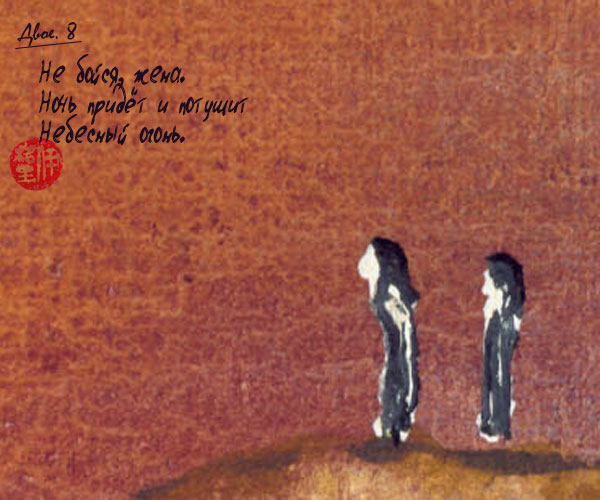 Двое. 8
Не бойся, жена.
Ночь придёт и потушит
Небесный огонь.